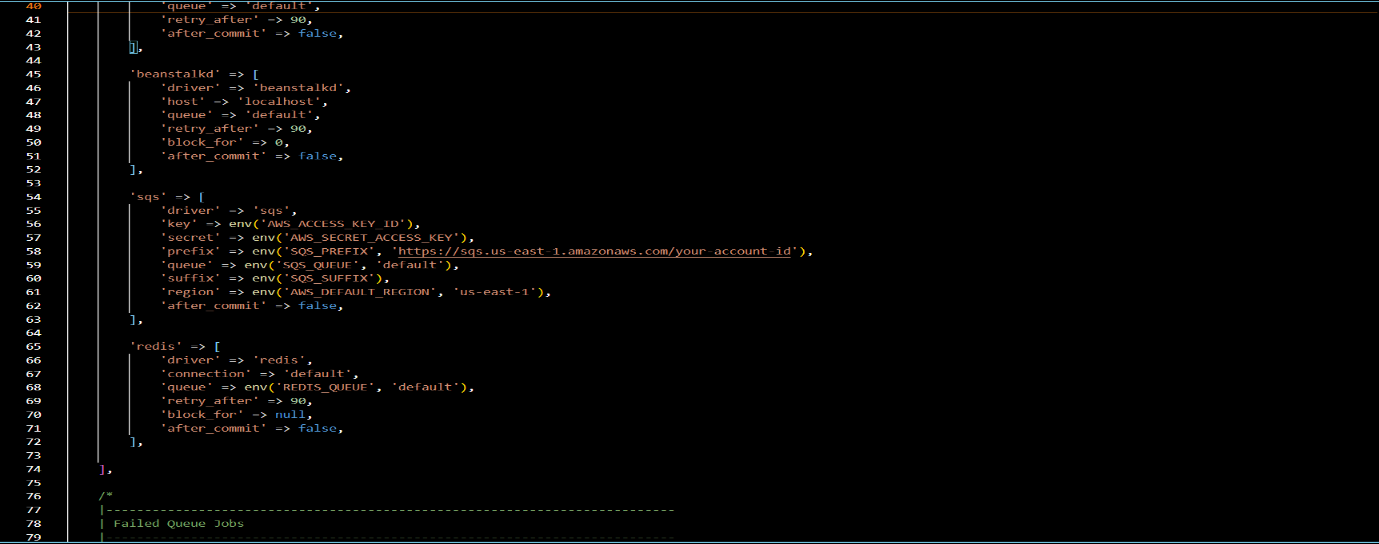 40 'queue' => 'default',
41 'retry_after' => 90,
42 'after_commit' => false,
43 ],
44
45 'beanstalkd' => [
46 'driver' => 'beanstalkd',
47 'host' => 'localhost',
48 'queue' => 'default',
49 'retry_after' => 90,
50 'block_for' => 0,
51 'after_commit' => false,
52 ],
53
54 'sqs' => [
55 'driver' => 'sqs',
56 'key' => env('AWS_ACCESS_KEY_ID'),
57 'secret' => env('AWS_SECRET_ACCESS_KEY'),
58 'prefix' => env('SQS_PREFIX', 'https://sqs.us-east-1.amazonaws.com/your-account-id'),
59 'queue' => env('SQS_QUEUE', 'default'),
60 'suffix' => env('SQS_SUFFIX'),
61 'region' => env('AWS_DEFAULT_REGION', 'us-east-1'),
62 'after_commit' => false,
63 ],
64
65 'redis' => [
66 'driver' => 'redis',
67 'connection' => 'default',
68 'queue' => env('REDIS_QUEUE', 'default'),
69 'retry_after' => 90,
70 'block_for' => null,
71 'after_commit' => false,
72 ],
73
74 ],
75
76 /*
77 |--------------------------------------------------------------------------
78 | Failed Queue Jobs
79 |--------------------------------------------------------------------------